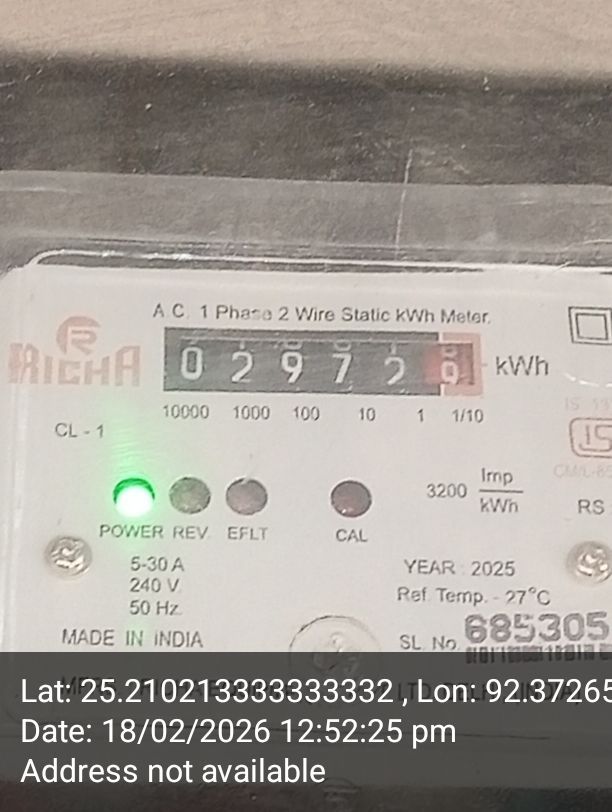 A.C. 1 Phase 2 Wire Static kWh Meter.
RICHA
0 2 9 7 2 9 kWh
10000 1000 100 10 1 1/10
CL - 1
3200 Imp
kWh
RS
POWER REV. EFLT CAL
5-30 A
240 V
50 Hz
YEAR : 2025
Ref. Temp. - 27°C
MADE IN INDIA
SL. No. 685305
Lat: 25.210213333333332 , Lon: 92.37265
Date: 18/02/2026 12:52:25 pm
Address not available